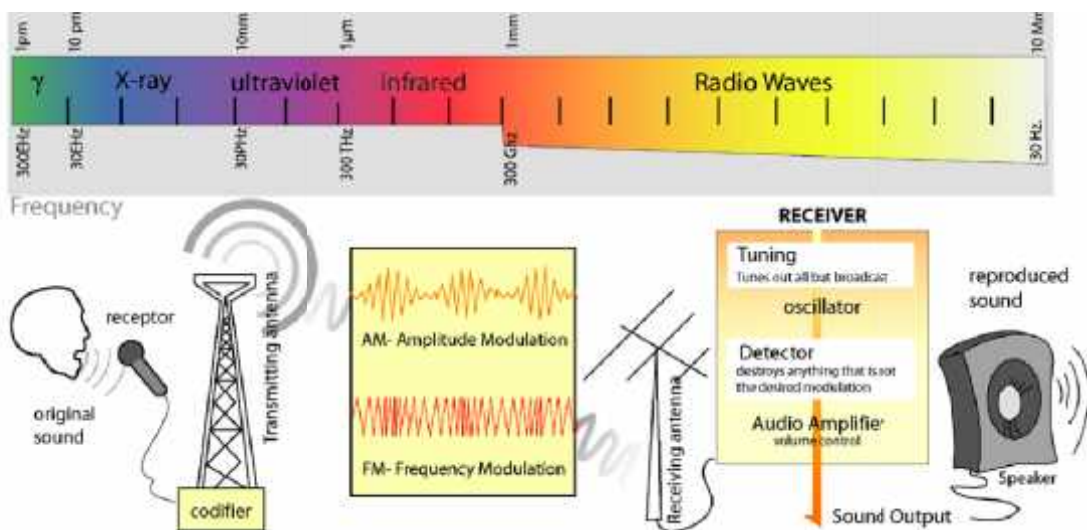 1pm
10 pm
10nm
1µm
1mm
10 Mm
γ
X-ray
ultraviolet
infrared
Radio Waves
300EHz
30EHz
30PHz
300 THz
300 Ghz
30 Hz.
Frequency
original
sound
receptor
Transmitting antenna
codifier
AM- Amplitude Modulation
FM- Frequency Modulation
Receiving antenna
RECEIVER
Tuning
Tunes out all but broadcast
oscillator
Detector
destroys anything that is not
the desired modulation
Audio Amplifier
volume control
Sound Output
reproduced
sound
Speaker